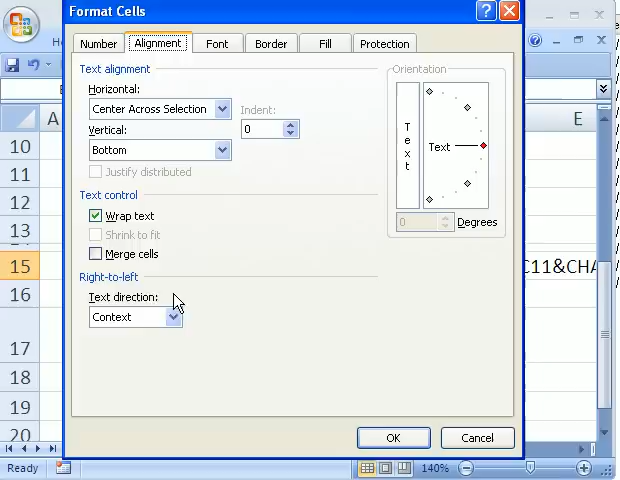 Format Cells
Number Alignment Font Border Fill Protection
Text alignment
Horizontal:
Center Across Selection
Indent:
0
Vertical:
Bottom
Justify distributed
Text control
Wrap text
Shrink to fit
Merge cells
Right-to-left
Text direction:
Context
Orientation
Text
Text
0 Degrees
OK Cancel
A E
10
11
12
13
15 C11&CHA
16
17
18
19
20
Ready 140%